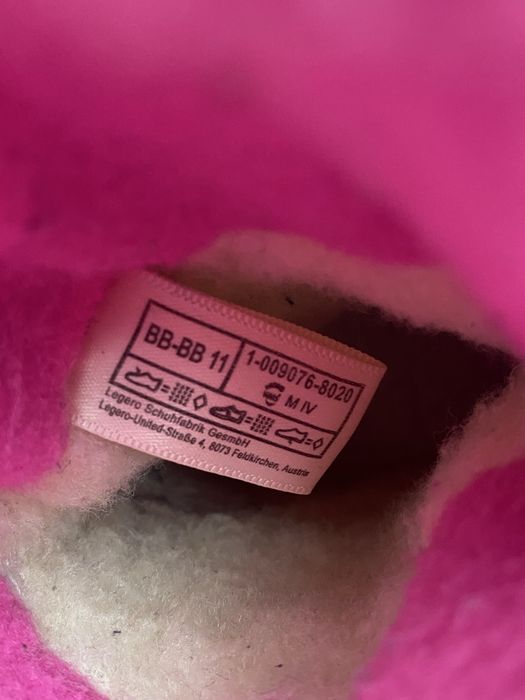 BB-BB 11
1-009076-8020
M IV
Legero Schuhfabrik GesmbH
Legero-United-Straße 4, 8073 Feldkirchen, Austria